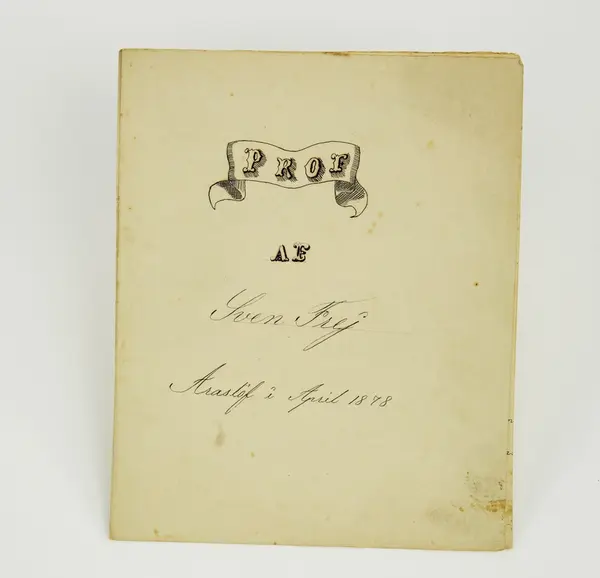 PROF
AF
Sven Frej
Araslöf i April 1878